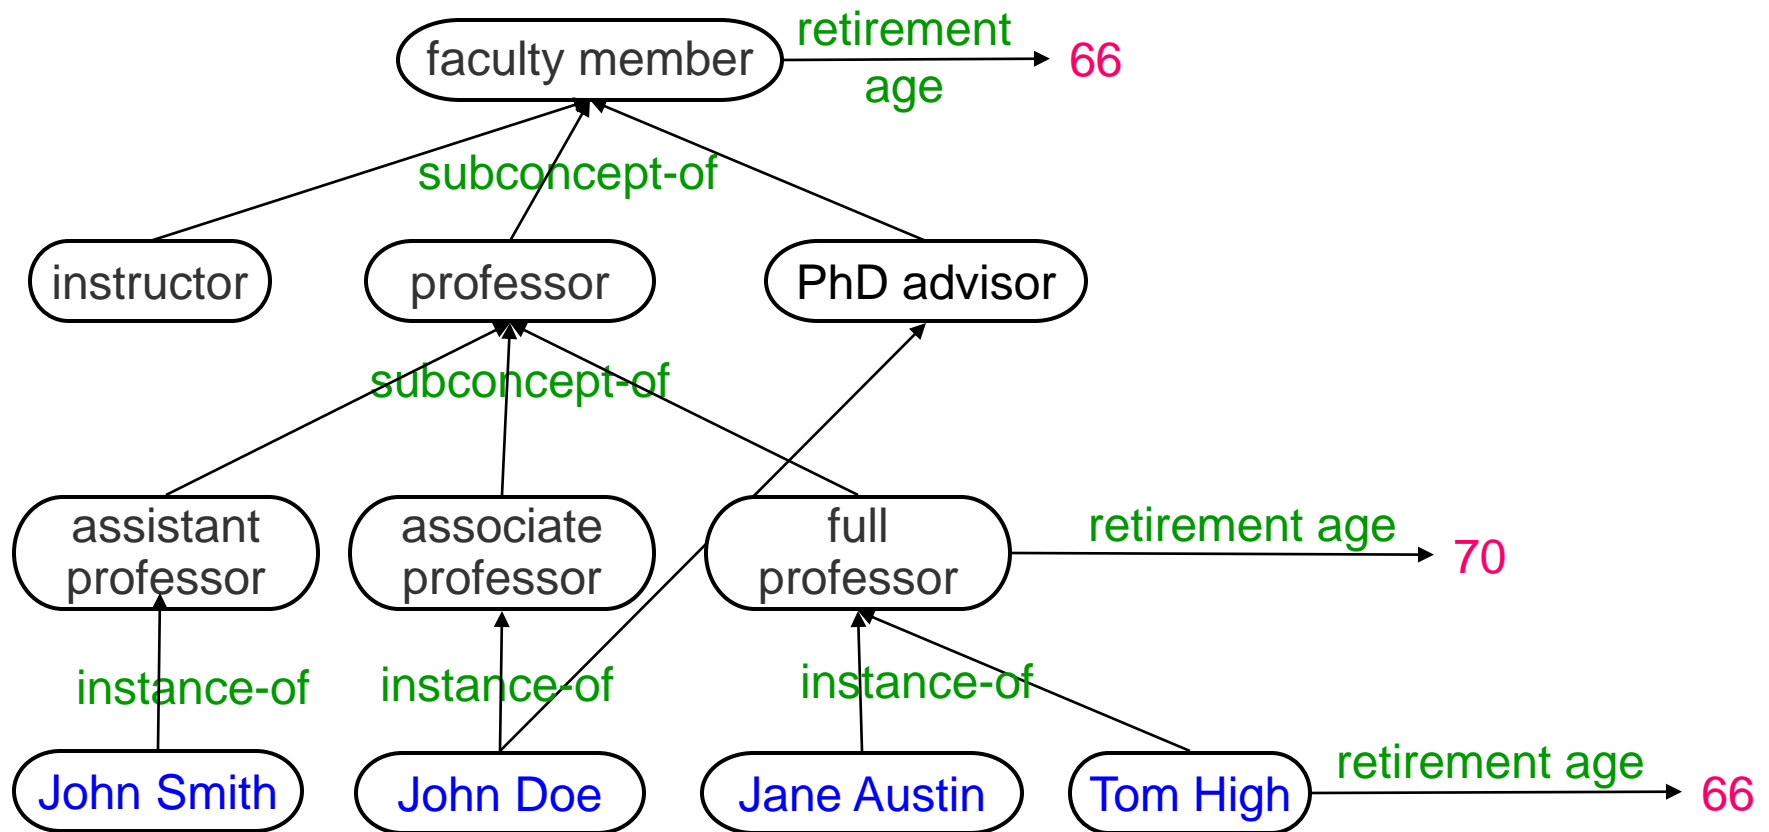 retirement
faculty member
66
age
subconcept-of
instructor
professor
PhD advisor
subconcept-of
assistant
professor
associate
professor
full
professor
retirement age
70
instance-of
instance-of
instance-of
John Smith
John Doe
Jane Austin
Tom High
retirement age
66